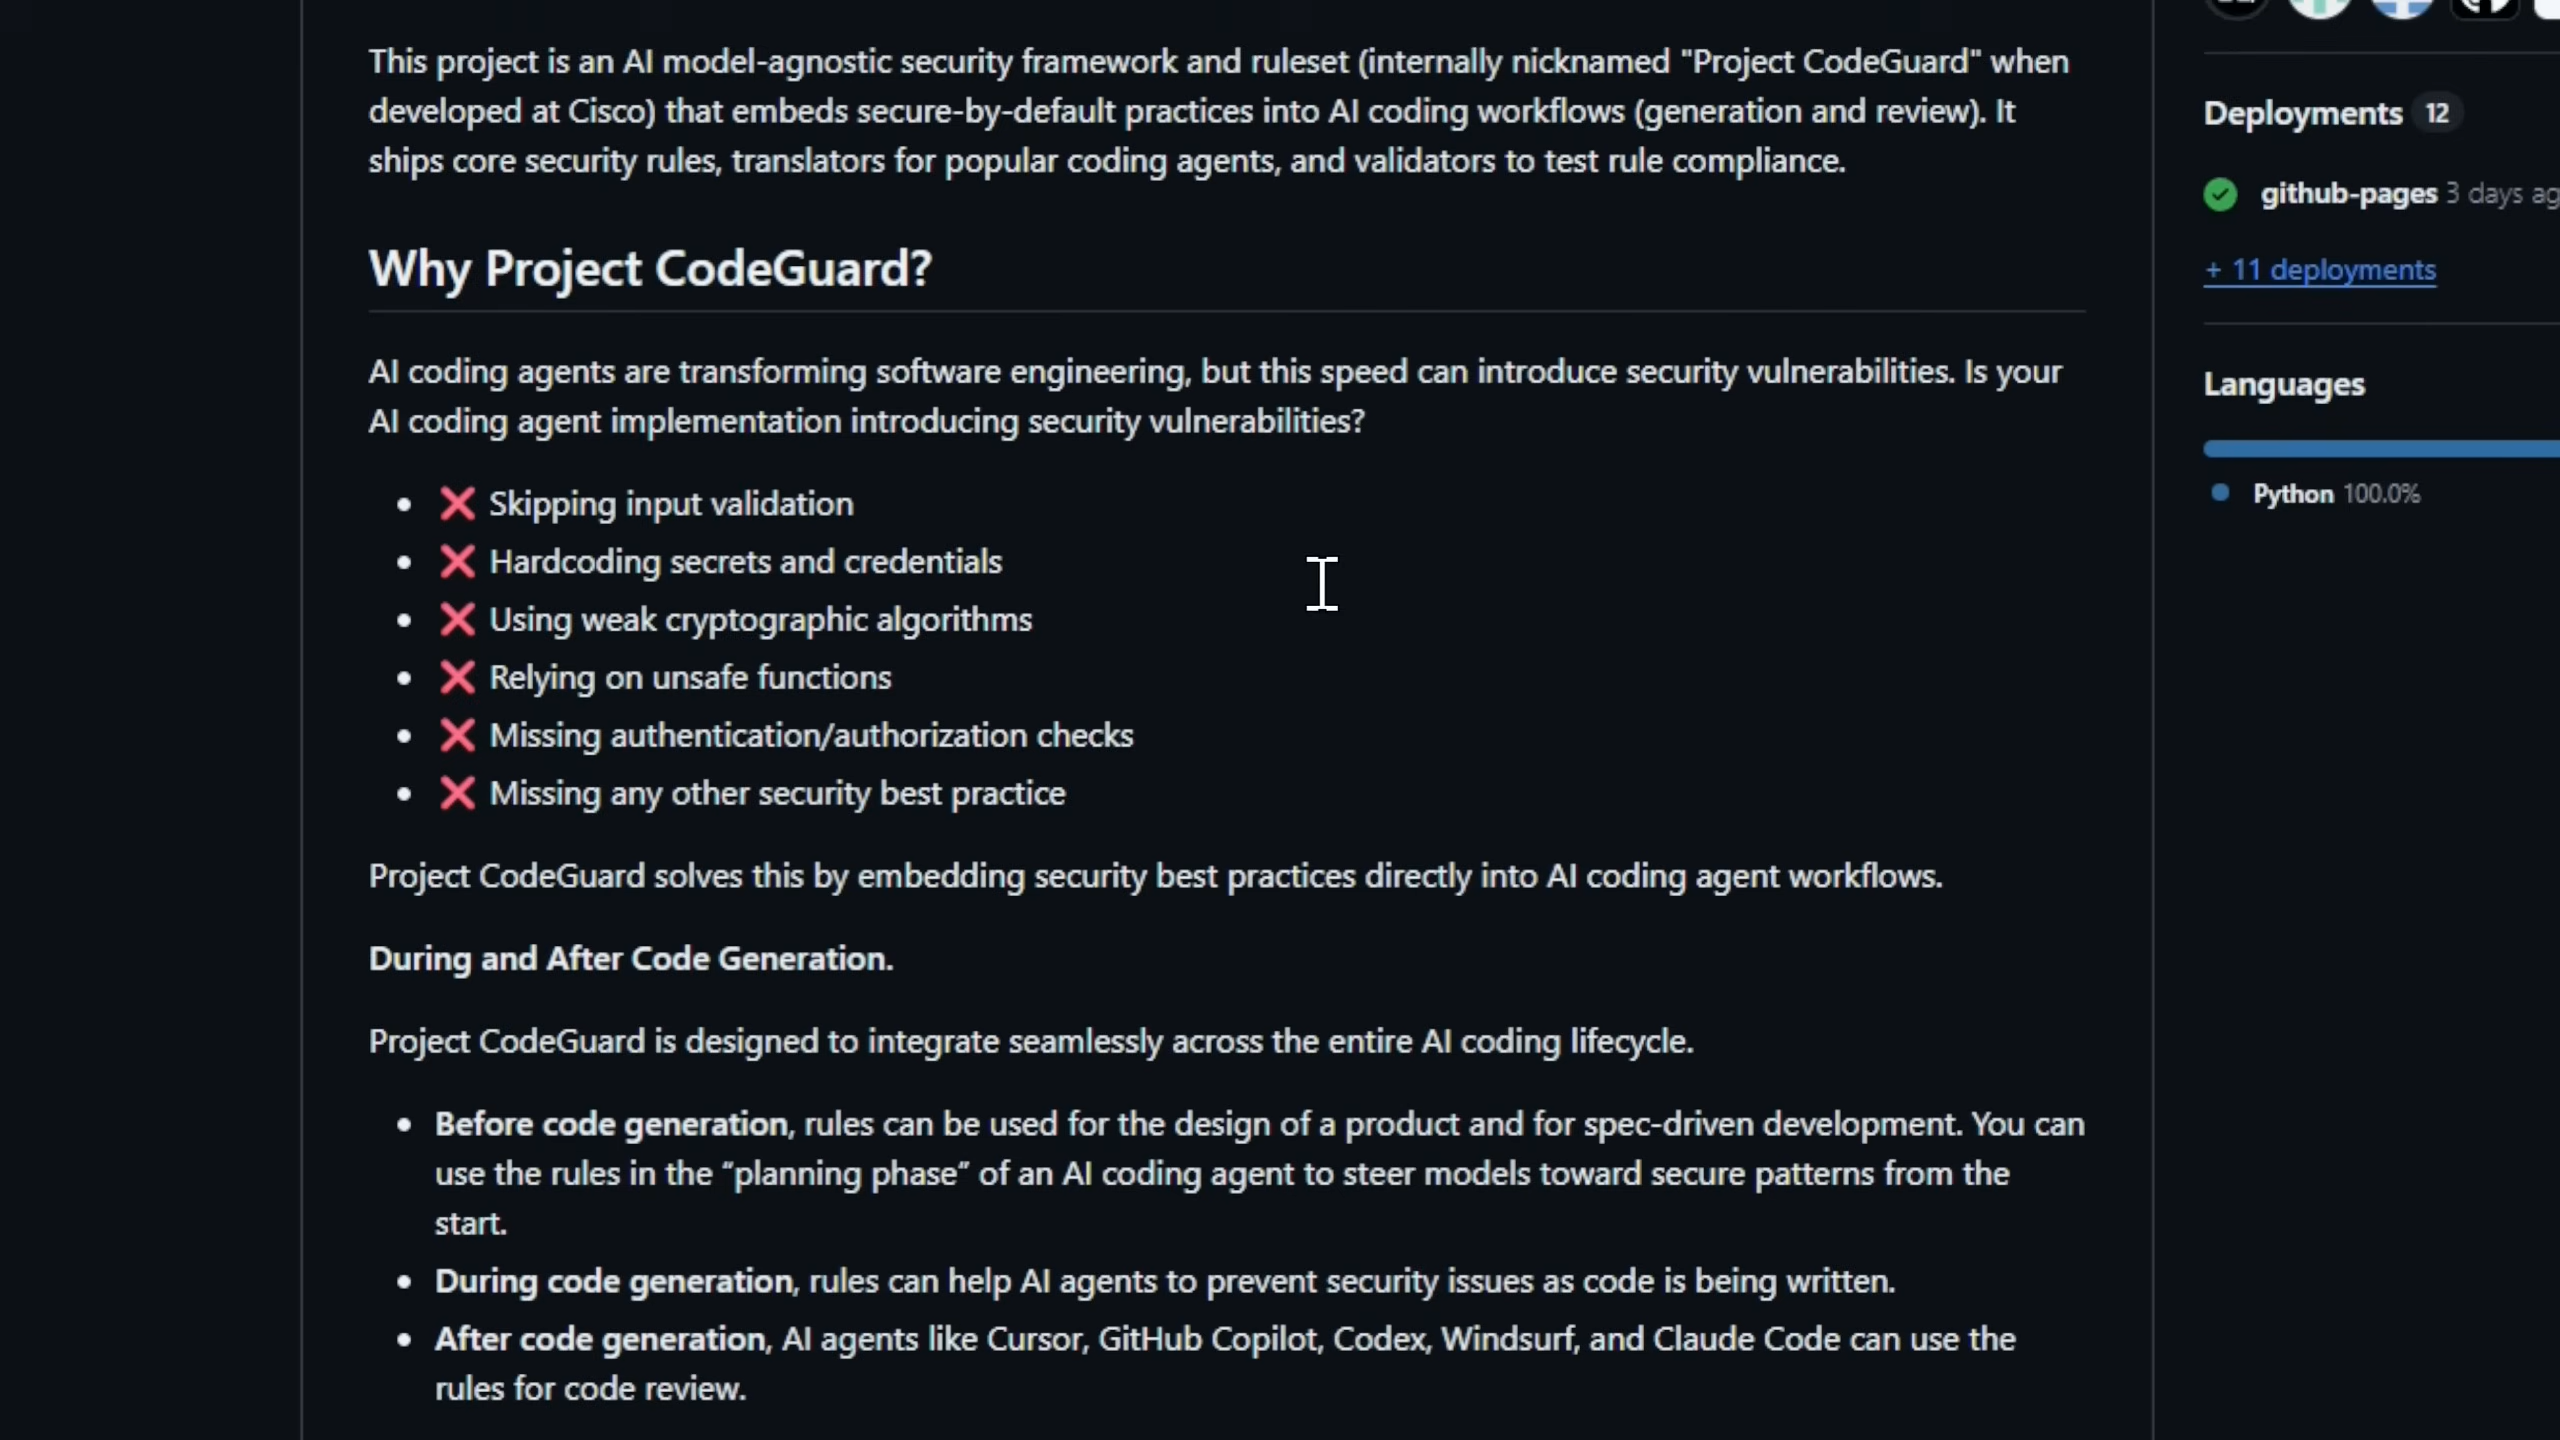 This project is an AI model-agnostic security framework and ruleset (internally nicknamed "Project CodeGuard" when
developed at Cisco) that embeds secure-by-default practices into AI coding workflows (generation and review). It
ships core security rules, translators for popular coding agents, and validators to test rule compliance.
Why Project CodeGuard?
AI coding agents are transforming software engineering, but this speed can introduce security vulnerabilities. Is your
AI coding agent implementation introducing security vulnerabilities?
• ❌ Skipping input validation
• ❌ Hardcoding secrets and credentials
• ❌ Using weak cryptographic algorithms
• ❌ Relying on unsafe functions
• ❌ Missing authentication/authorization checks
• ❌ Missing any other security best practice
Project CodeGuard solves this by embedding security best practices directly into AI coding agent workflows.
During and After Code Generation.
Project CodeGuard is designed to integrate seamlessly across the entire AI coding lifecycle.
• Before code generation, rules can be used for the design of a product and for spec-driven development. You can
use the rules in the “planning phase” of an AI coding agent to steer models toward secure patterns from the
start.
• During code generation, rules can help AI agents to prevent security issues as code is being written.
• After code generation, AI agents like Cursor, GitHub Copilot, Codex, Windsurf, and Claude Code can use the
rules for code review.
Deployments 12
github-pages 3 days ag
+ 11 deployments
Languages
Python 100.0%